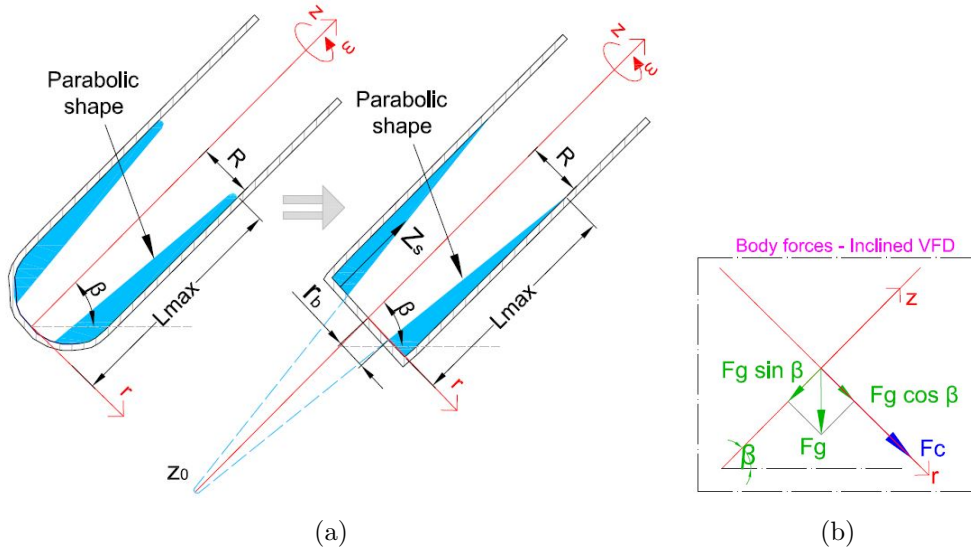 z
ω
Parabolic
shape
R
β
Lmax
r
z
ω
Parabolic
shape
R
Zs
rb
β
Lmax
r
z0
(a)
Body forces - Inclined VFD
z
Fg sin β
Fg cos β
Fg
Fc
β
r
(b)